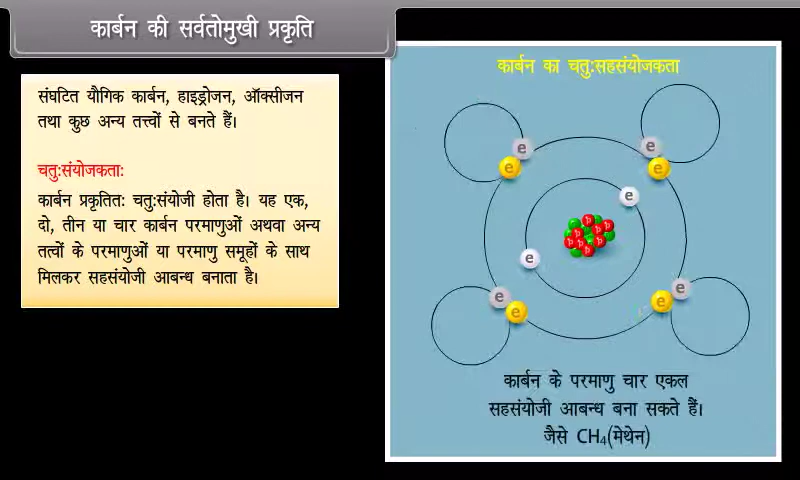 कार्बन की सर्वतोमुखी प्रकृति
संघटित यौगिक कार्बन, हाइड्रोजन, ऑक्सीजन
तथा कुछ अन्य तत्त्वों से बनते हैं।
चतु:संयोजकता:
कार्बन प्रकृतित: चतु:संयोजी होता है। यह एक,
दो, तीन या चार कार्बन परमाणुओं अथवा अन्य
तत्वों के परमाणुओं या परमाणु समूहों के साथ
मिलकर सहसंयोजी आबन्ध बनाता है।
कार्बन का चतु:सहसंयोजकता
e e
e e
e
p p p p p p
e
e e
e e
कार्बन के परमाणु चार एकल
सहसंयोजी आबन्ध बना सकते हैं।
जैसे CH₄(मेथेन)